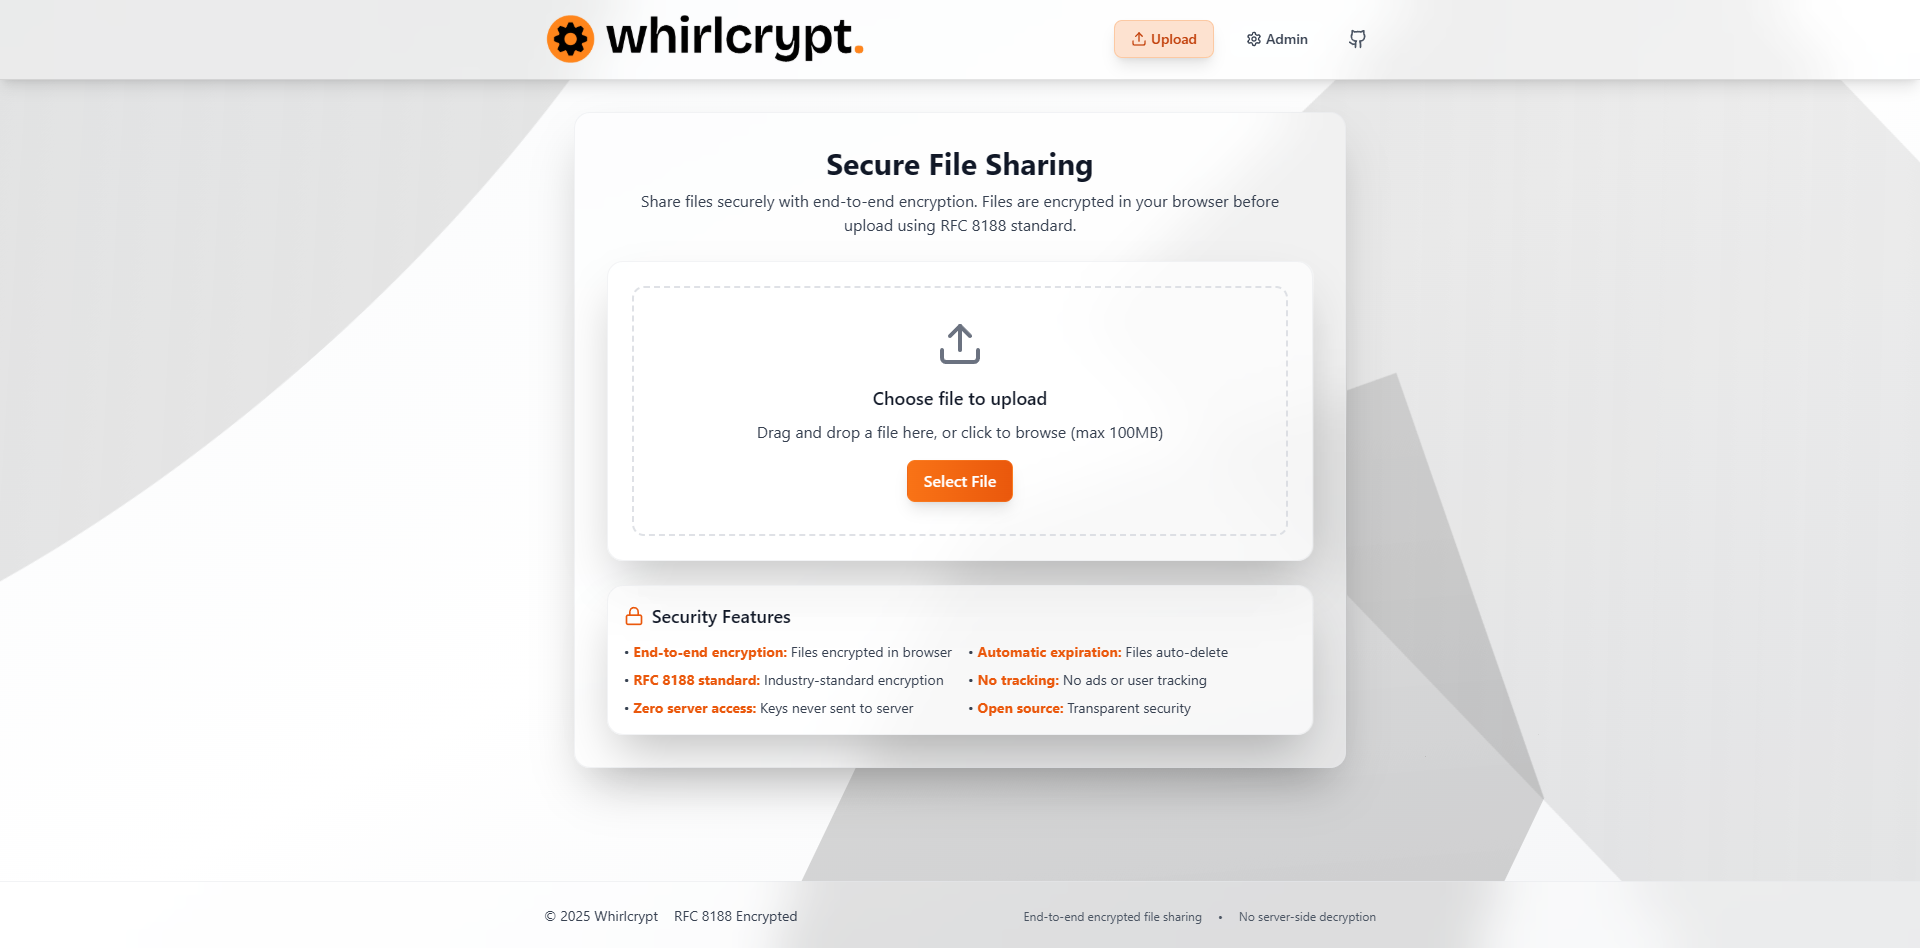 whirlcrypt.
Upload
Admin
Secure File Sharing
Share files securely with end-to-end encryption. Files are encrypted in your browser before
upload using RFC 8188 standard.
Choose file to upload
Drag and drop a file here, or click to browse (max 100MB)
Select File
Security Features
• End-to-end encryption: Files encrypted in browser
• RFC 8188 standard: Industry-standard encryption
• Zero server access: Keys never sent to server
• Automatic expiration: Files auto-delete
• No tracking: No ads or user tracking
• Open source: Transparent security
© 2025 Whirlcrypt RFC 8188 Encrypted
End-to-end encrypted file sharing • No server-side decryption